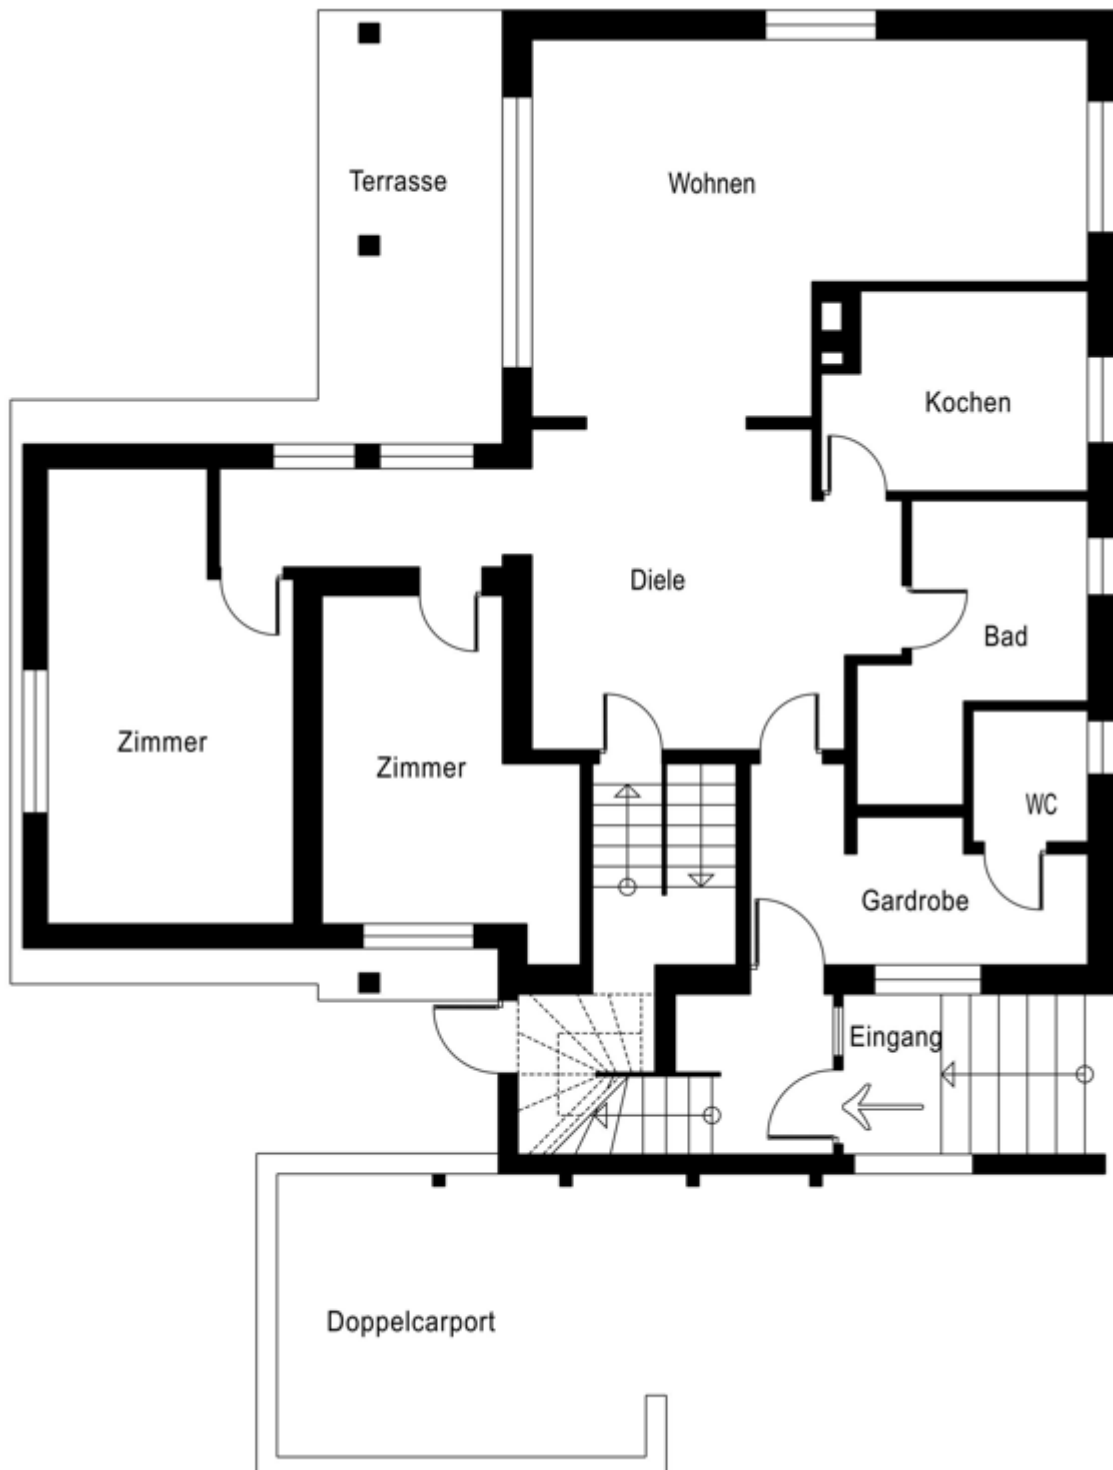 Terrasse
Wohnen
Kochen
Diele
Bad
Zimmer
Zimmer
WC
Gardrobe
Eingang
Doppelcarport